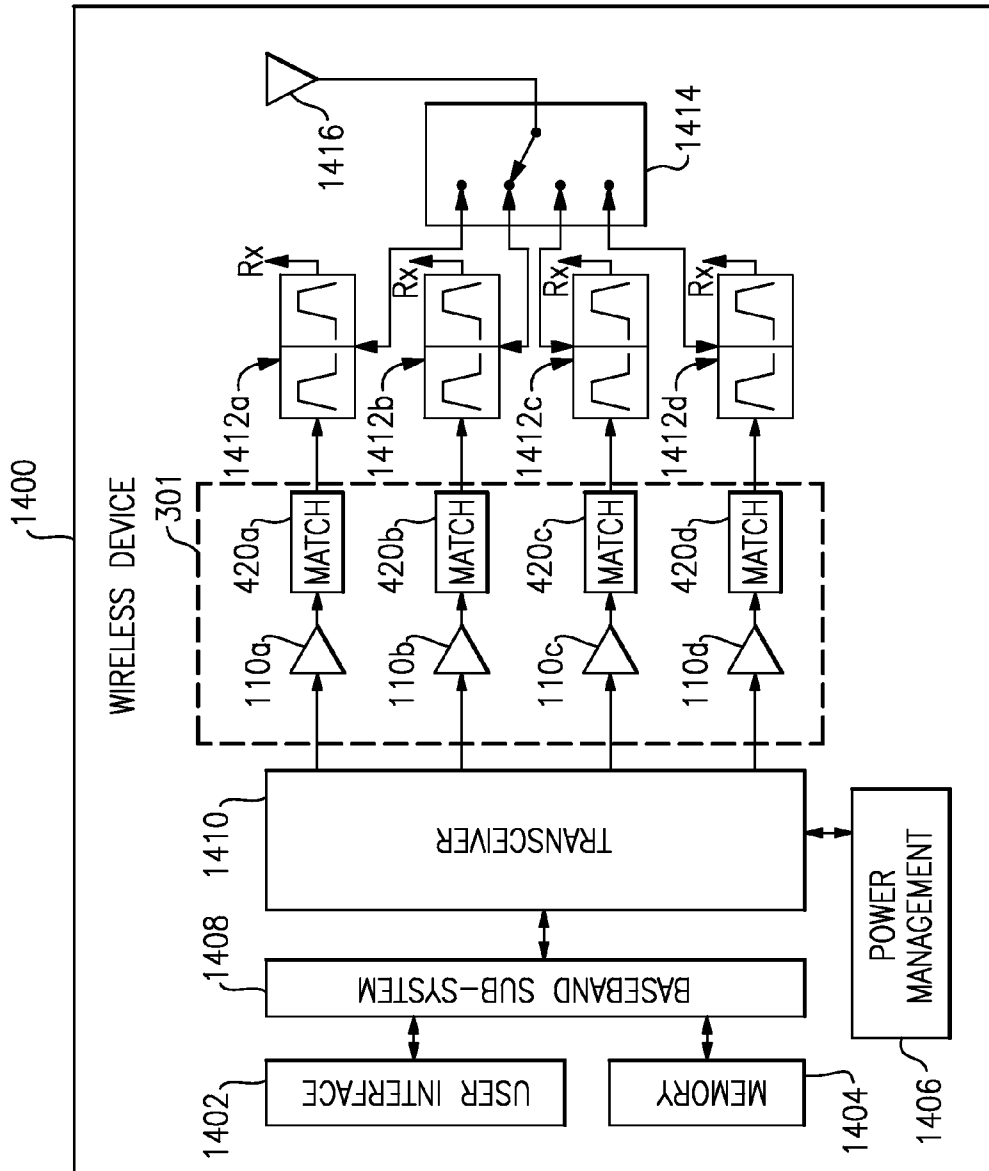 1400
WIRELESS DEVICE
301
1402
USER INTERFACE
MEMORY
1404
1408
BASEBAND SUB-SYSTEM
1410
TRANSCEIVER
POWER
MANAGEMENT
1406
110a
420a
MATCH
1412a
Rx
110b
420b
MATCH
1412b
Rx
110c
420c
MATCH
1412c
Rx
110d
420d
MATCH
1412d
Rx
1414
1416